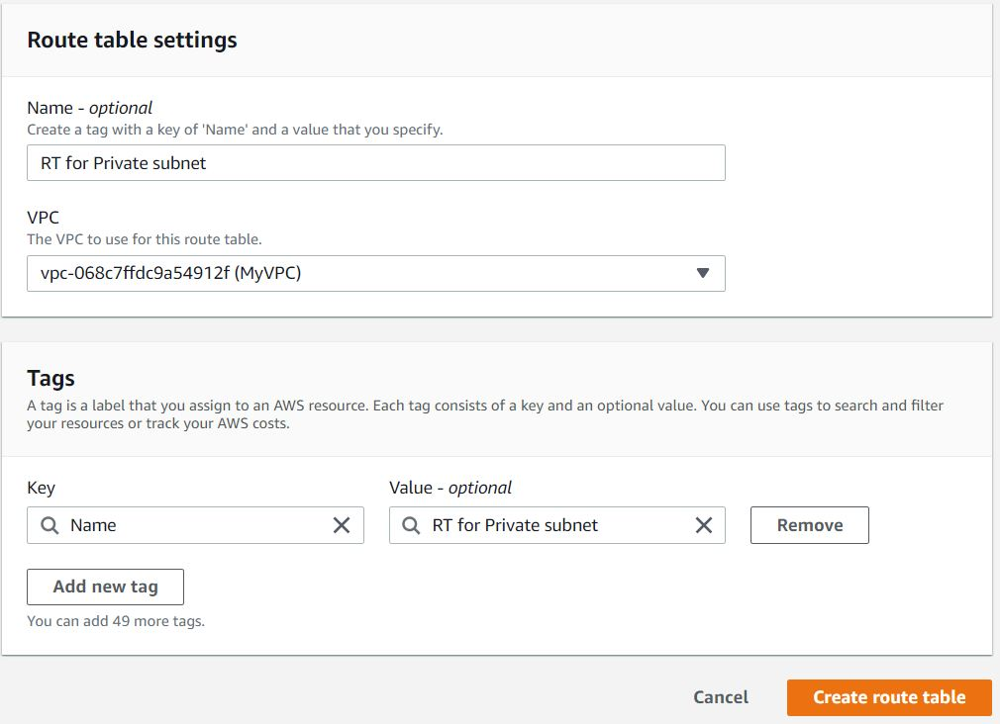 Route table settings
Name - optional
Create a tag with a key of 'Name' and a value that you specify.
RT for Private subnet
VPC
The VPC to use for this route table.
vpc-068c7ffdc9a54912f (MyVPC)
Tags
A tag is a label that you assign to an AWS resource. Each tag consists of a key and an optional value. You can use tags to search and filter
your resources or track your AWS costs.
Key
Value - optional
Name
RT for Private subnet
Remove
Add new tag
You can add 49 more tags.
Cancel
Create route table